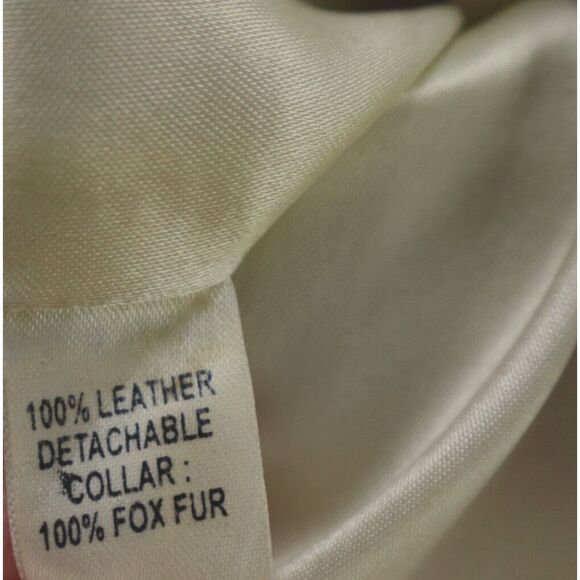 100% LEATHER
DETACHABLE
COLLAR :
100% FOX FUR